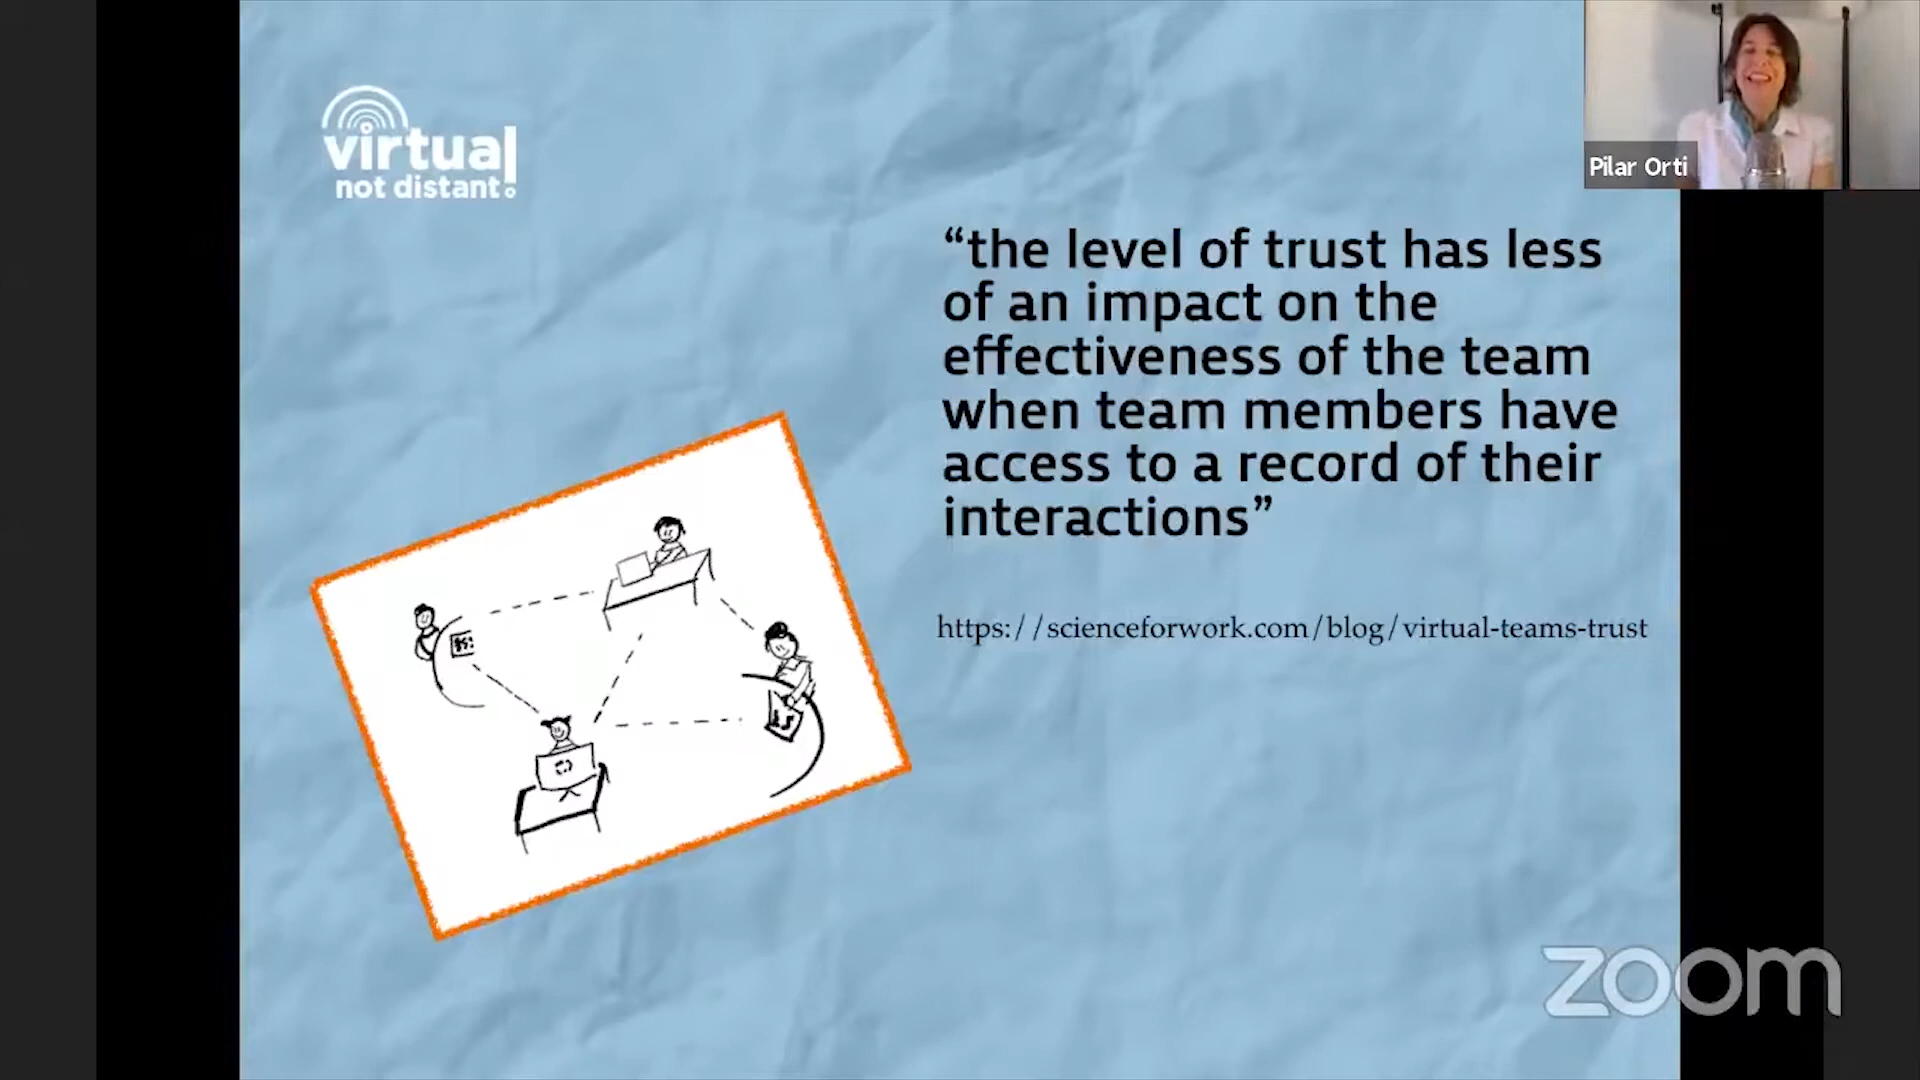 virtual
not distant
Pilar Orti
“the level of trust has less
of an impact on the
effectiveness of the team
when team members have
access to a record of their
interactions”
https://scienceforwork.com/blog/virtual-teams-trust
zoom